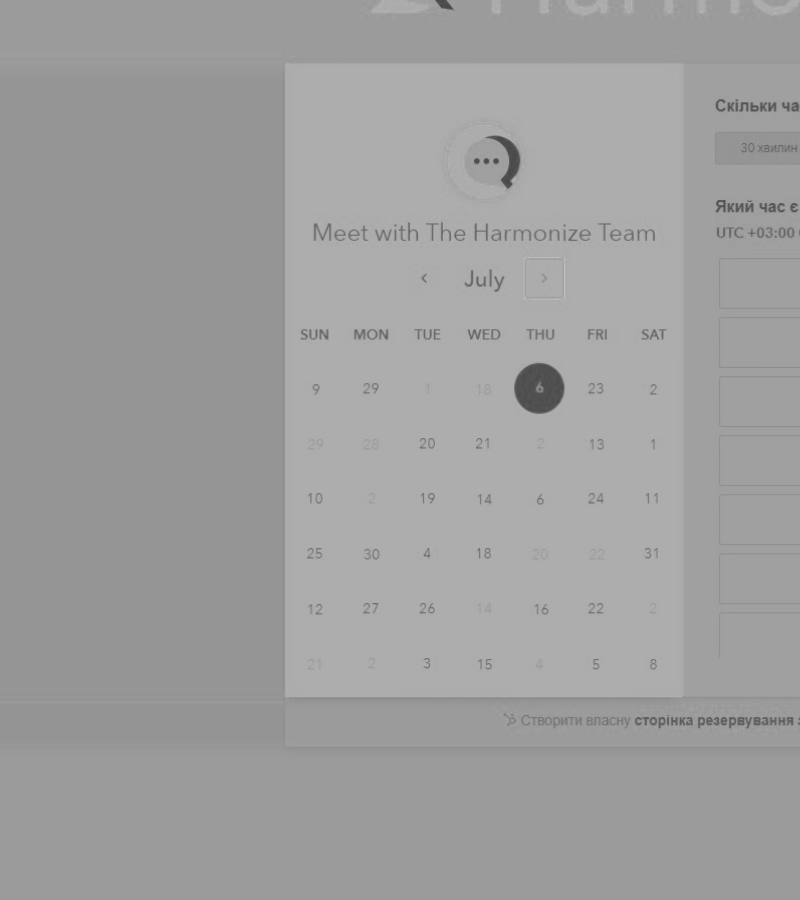 Harmo
Meet with The Harmonize Team
July
SUN MON TUE WED THU FRI SAT
9 29 1 18 6 23 2
29 28 20 21 2 13 1
10 2 19 14 6 24 11
25 30 4 18 20 22 31
12 27 26 14 16 22 2
21 2 3 15 4 5 8
Скільки ча
30 хвилин
Який час є
UTC +03:00
Створити власну сторінка резервування з